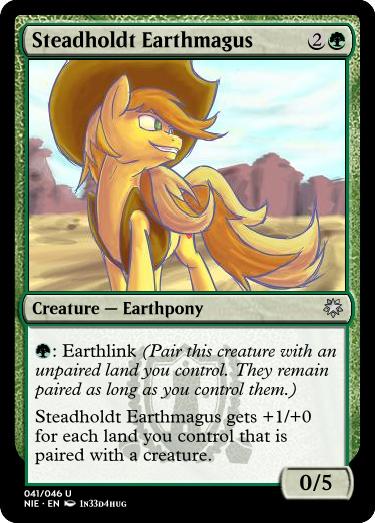 Steadholdt Earthmagus 2
Creature — Earthpony
: Earthlink (Pair this creature with an
unpaired land you control. They remain
paired as long as you control them.)
Steadholdt Earthmagus gets +1/+0
for each land you control that is
paired with a creature.
0/5
041/046 U
NIE • EN 1N33D4HUG